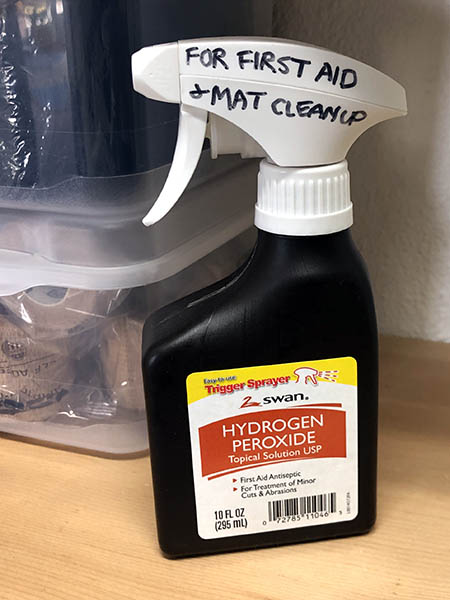 FOR FIRST AID
& MAT CLEANUP
Easy-to-use
Trigger Sprayer
swan.
HYDROGEN
PEROXIDE
Topical Solution USP
First Aid Antiseptic
For Treatment of Minor
Cuts & Abrasions
10 FL OZ
(295 mL)
0 72785 11046